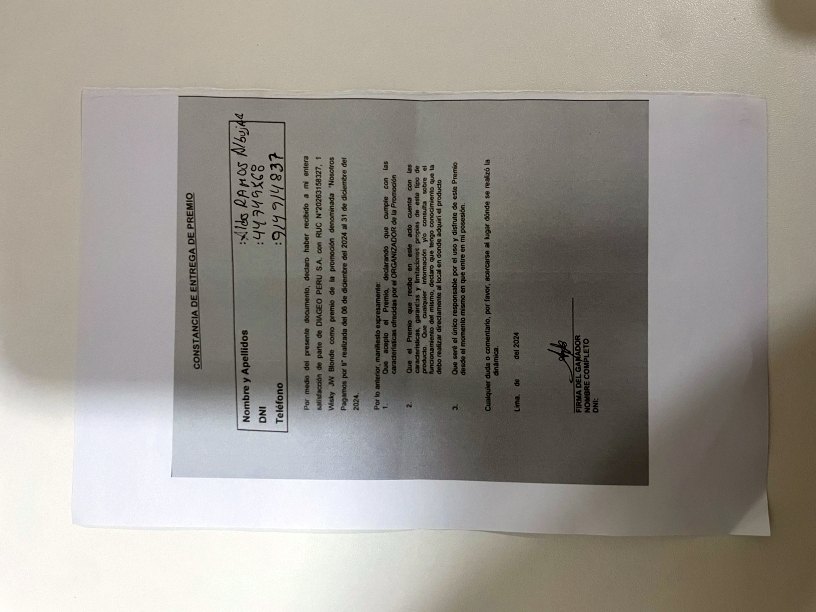 CONSTANCIA DE ENTREGA DE PREMIO
Nombre y Apellidos : RAMOS Albújar
DNI
Teléfono : 914914837
Por medio del presente documento, declaro haber recibido a mi entera
satisfacción de parte de DIAGEO PERU S.A. con RUC N°20263158327, 1
Wisky JW Blonde como premio de la promoción denominada "Nosotros
Pagamos por ti" realizada del 06 de diciembre del 2024 al 31 de diciembre del
2024.
Por lo anterior, manifiesto expresamente:
1. Que acepto el Premio, declarando que cumple con las
características ofrecidas por el ORGANIZADOR de la Promoción
2. Que el Premio que recibo en este acto cuenta con las
características, garantías y limitaciones propias de este tipo de
producto. Que cualquier información y/o consulta sobre el
funcionamiento del mismo, declaro que tengo conocimiento que la
debo realizar directamente al local en donde adquirí el producto
3. Que seré el único responsable por el uso y disfrute de este Premio
desde el momento mismo en que entre en mi posesión.
Cualquier duda o comentario, por favor, acercarse al lugar dónde se realizó la
dinámica.
Lima, de del 2024
FIRMA DEL GANADOR
NOMBRE COMPLETO
DNI: